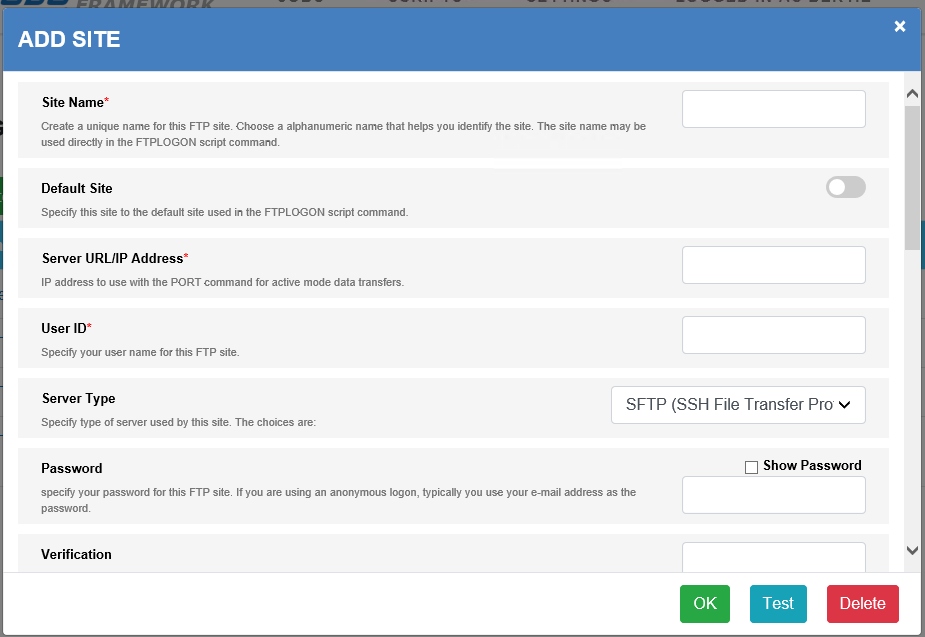 FRAMEWORK
ADD SITE
Site Name*
Create a unique name for this FTP site. Choose a alphanumeric name that helps you identify the site. The site name may be
used directly in the FTPLOGON script command.
Default Site
Specify this site to the default site used in the FTPLOGON script command.
Server URL/IP Address*
IP address to use with the PORT command for active mode data transfers.
User ID*
Specify your user name for this FTP site.
Server Type
SFTP (SSH File Transfer Pro
Specify type of server used by this site. The choices are:
Password
Show Password
specify your password for this FTP site. If you are using an anonymous logon, typically you use your e-mail address as the
password.
Verification
OK
Test
Delete